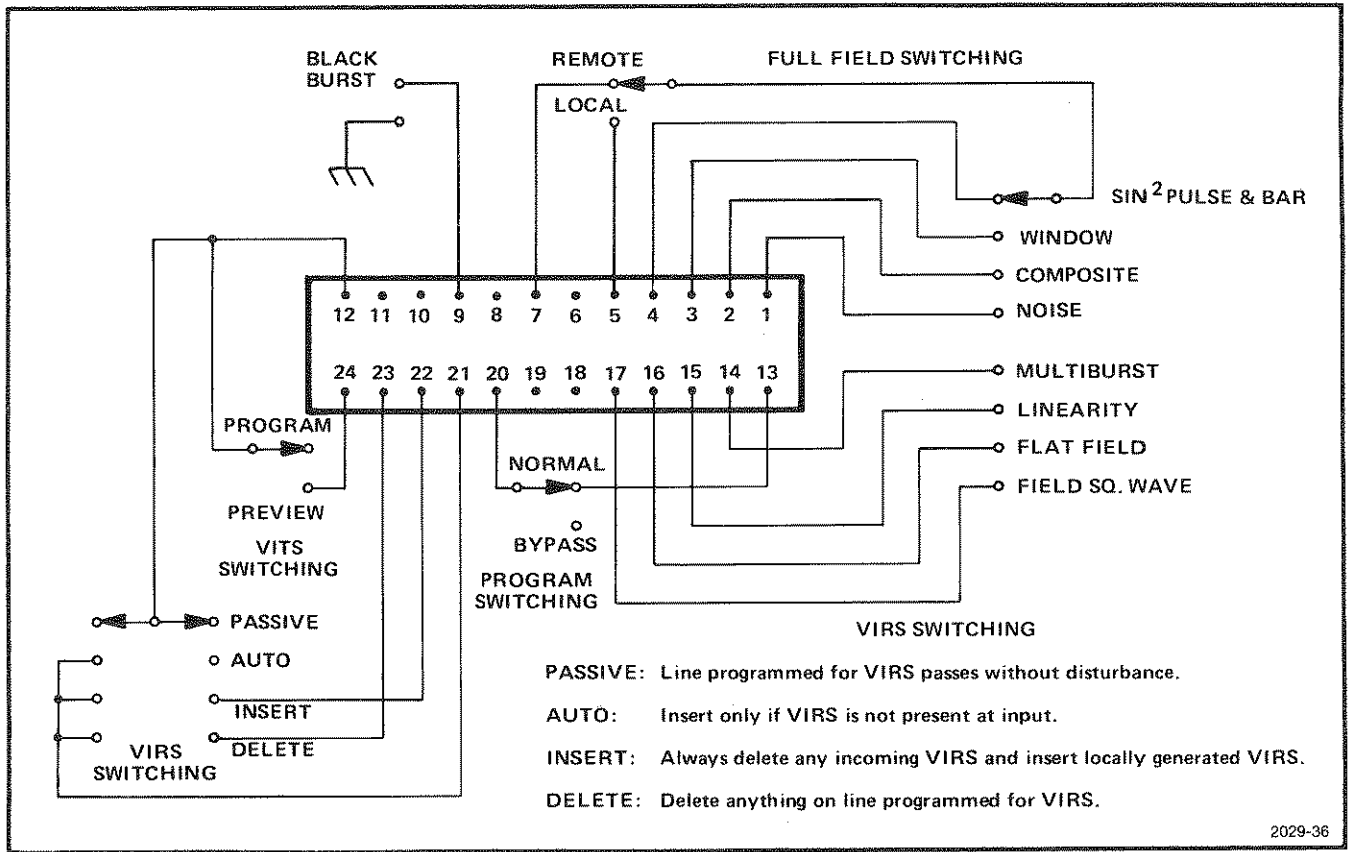 BLACK
BURST
REMOTE
FULL FIELD SWITCHING
LOCAL
SIN 2 PULSE & BAR
WINDOW
COMPOSITE
NOISE
12 11 10 9 8 7 6 5 4 3 2 1
24 23 22 21 20 19 18 17 16 15 14 13
MULTIBURST
LINEARITY
FLAT FIELD
FIELD SQ. WAVE
PROGRAM
PREVIEW
VITS
SWITCHING
NORMAL
BYPASS
PROGRAM
SWITCHING
PASSIVE
AUTO
INSERT
DELETE
VIRS
SWITCHING
VIRS SWITCHING
PASSIVE: Line programmed for VIRS passes without disturbance.
AUTO: Insert only if VIRS is not present at input.
INSERT: Always delete any incoming VIRS and insert locally generated VIRS.
DELETE: Delete anything on line programmed for VIRS.
2029-36